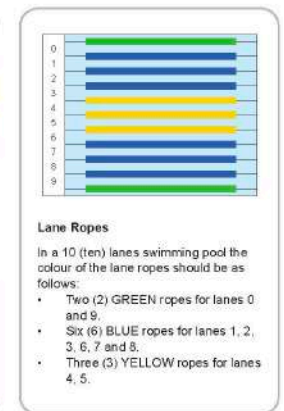 0
1
2
3
4
5
6
7
8
9
Lane Ropes
In a 10 (ten) lanes swimming pool the
colour of the lane ropes should be as
follows:
• Two (2) GREEN ropes for lanes 0
and 9.
• Six (6) BLUE ropes for lanes 1, 2,
3, 6, 7 and 8.
• Three (3) YELLOW ropes for lanes
4, 5.